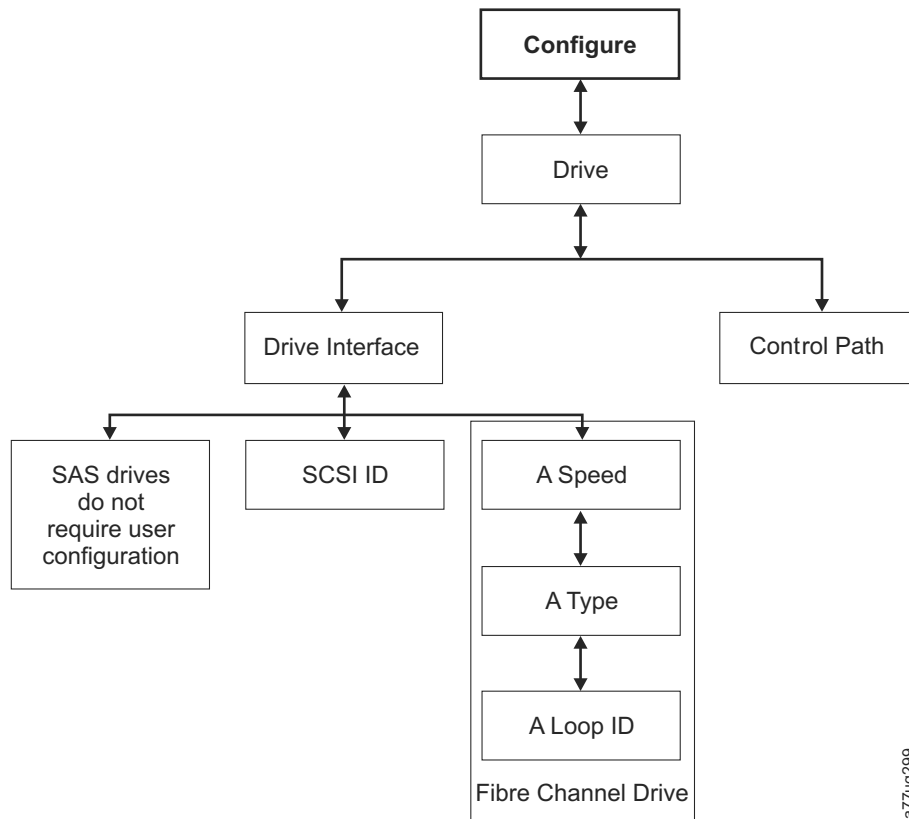 Configure
Drive
Drive Interface
Control Path
SAS drives
do not
require user
configuration
SCSI ID
A Speed
A Type
A Loop ID
Fibre Channel Drive
a77ug299